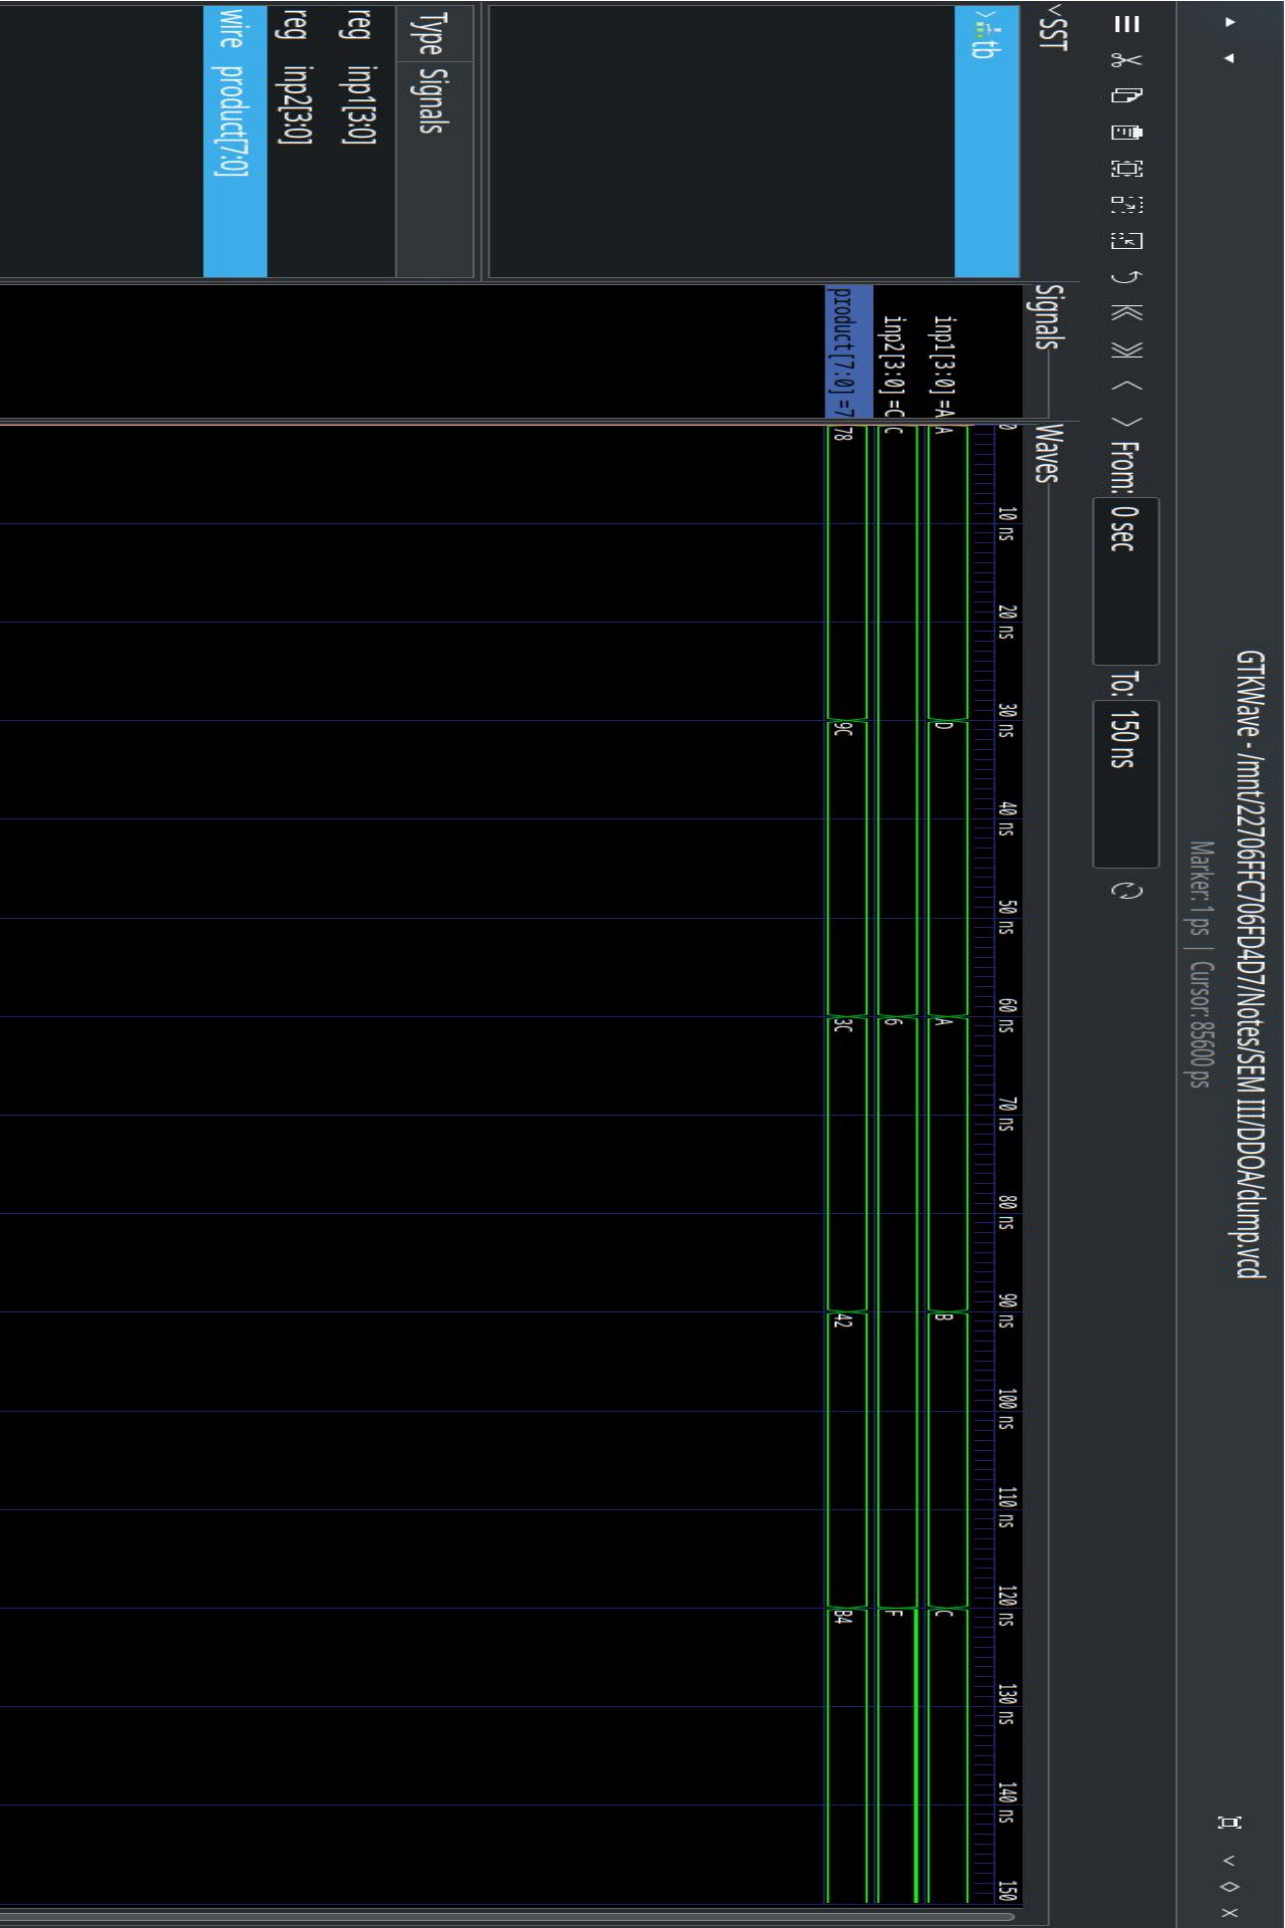 GTKWave - /mnt/22706FFC706FD4D7/Notes/SEM III/DDOA/dump.vcd
Marker: 1 ps | Cursor: 85600 ps
From: 0 sec To: 150 ns
SST
tb
Type Signals
reg inp1[3:0]
reg inp2[3:0]
wire product[7:0]
Signals
inp1[3:0] =A
inp2[3:0] =C
product[7:0] =7
Waves
0 10 ns 20 ns 30 ns 40 ns 50 ns 60 ns 70 ns 80 ns 90 ns 100 ns 110 ns 120 ns 130 ns 140 ns 150
A D A B C
C 6 F
78 9C 3C 42 B4